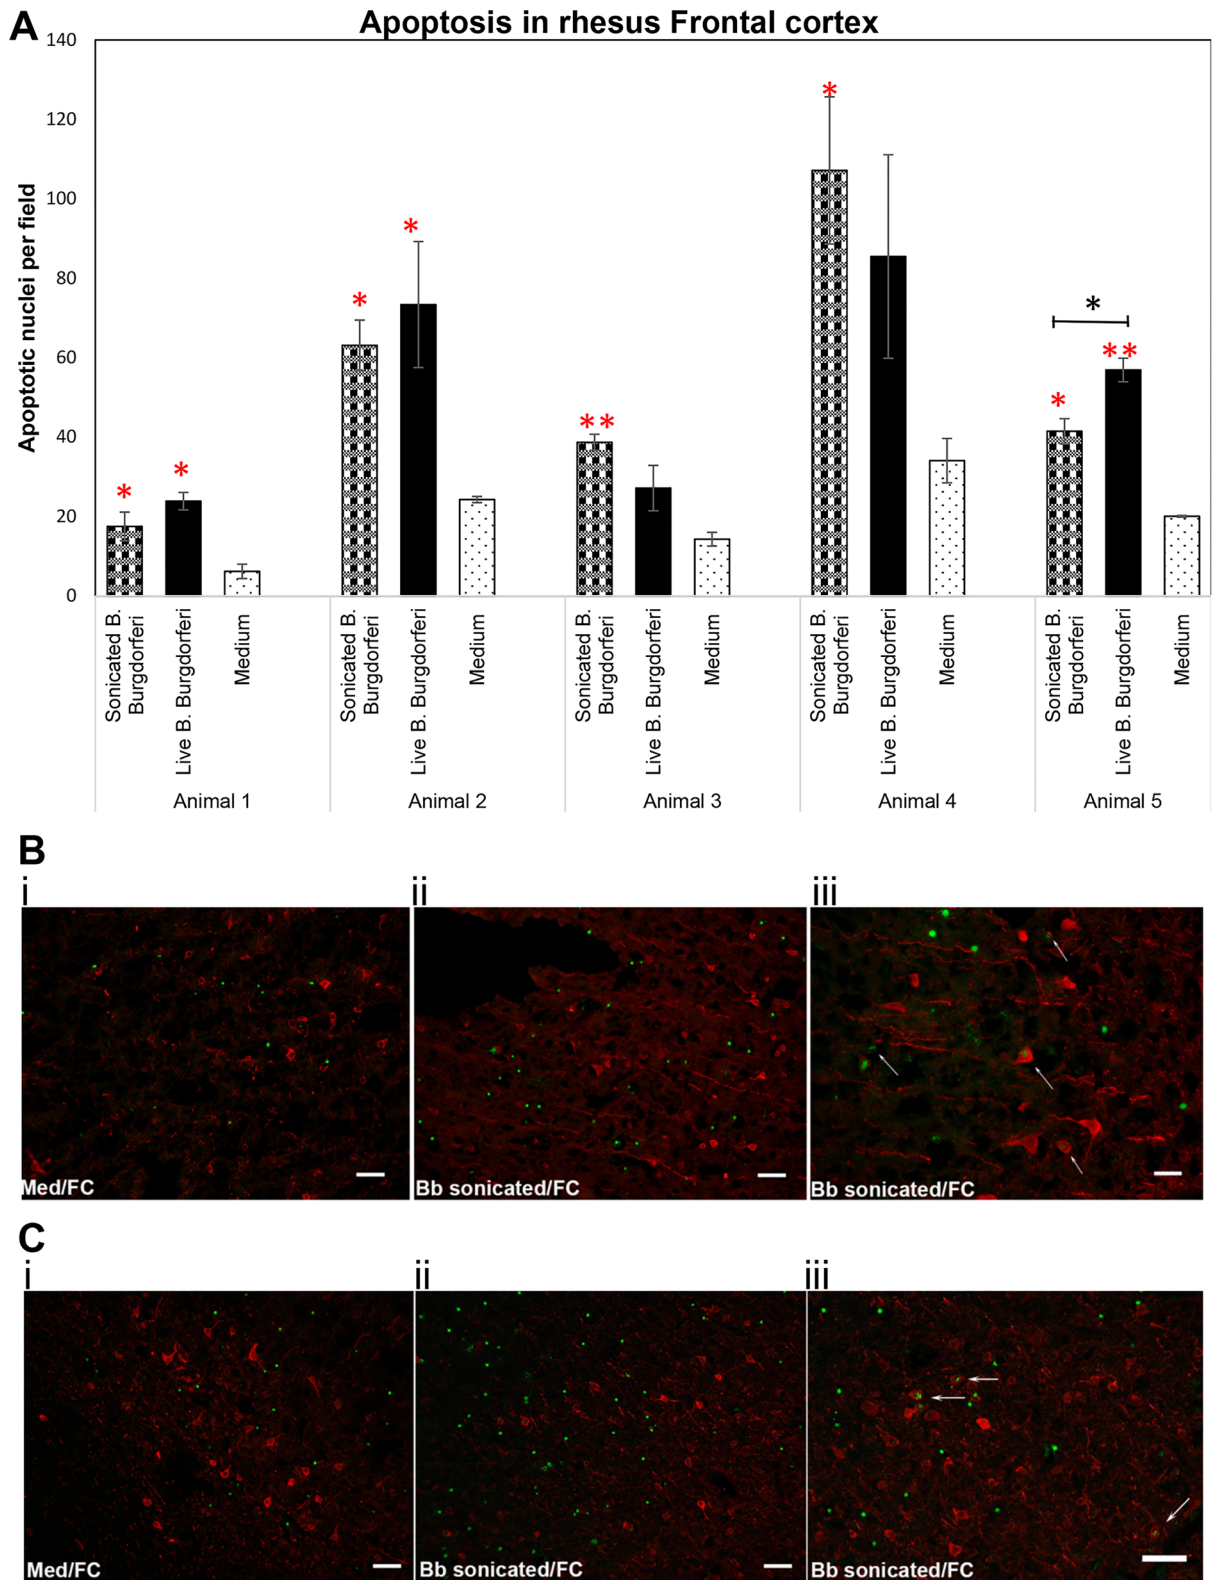 A
Apoptosis in rhesus Frontal cortex
Apoptotic nuclei per field
140
120
100
80
60
40
20
0
*
*
*
*
**
*
*
*
**
Sonicated B.
Burgdorferi
Live B. Burgdorferi
Medium
Sonicated B.
Burgdorferi
Live B. Burgdorferi
Medium
Sonicated B.
Burgdorferi
Live B. Burgdorferi
Medium
Sonicated B.
Burgdorferi
Live B. Burgdorferi
Medium
Sonicated B.
Burgdorferi
Live B. Burgdorferi
Medium
Animal 1
Animal 2
Animal 3
Animal 4
Animal 5
B
i
ii
iii
Med/FC
Bb sonicated/FC
Bb sonicated/FC
C
i
ii
iii
Med/FC
Bb sonicated/FC
Bb sonicated/FC